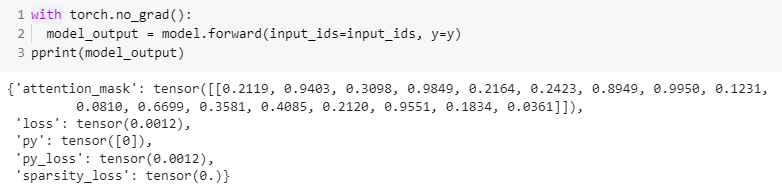 1 with torch.no_grad():
2   model_output = model.forward(input_ids=input_ids, y=y)
3 pprint(model_output)
{'attention_mask': tensor([[0.2119, 0.9403, 0.3098, 0.9849, 0.2164, 0.2423, 0.8949, 0.9950, 0.1231,
         0.0810, 0.6699, 0.3581, 0.4085, 0.2120, 0.9551, 0.1834, 0.0361]]),
 'loss': tensor(0.0012),
 'py': tensor([0]),
 'py_loss': tensor(0.0012),
 'sparsity_loss': tensor(0.)}